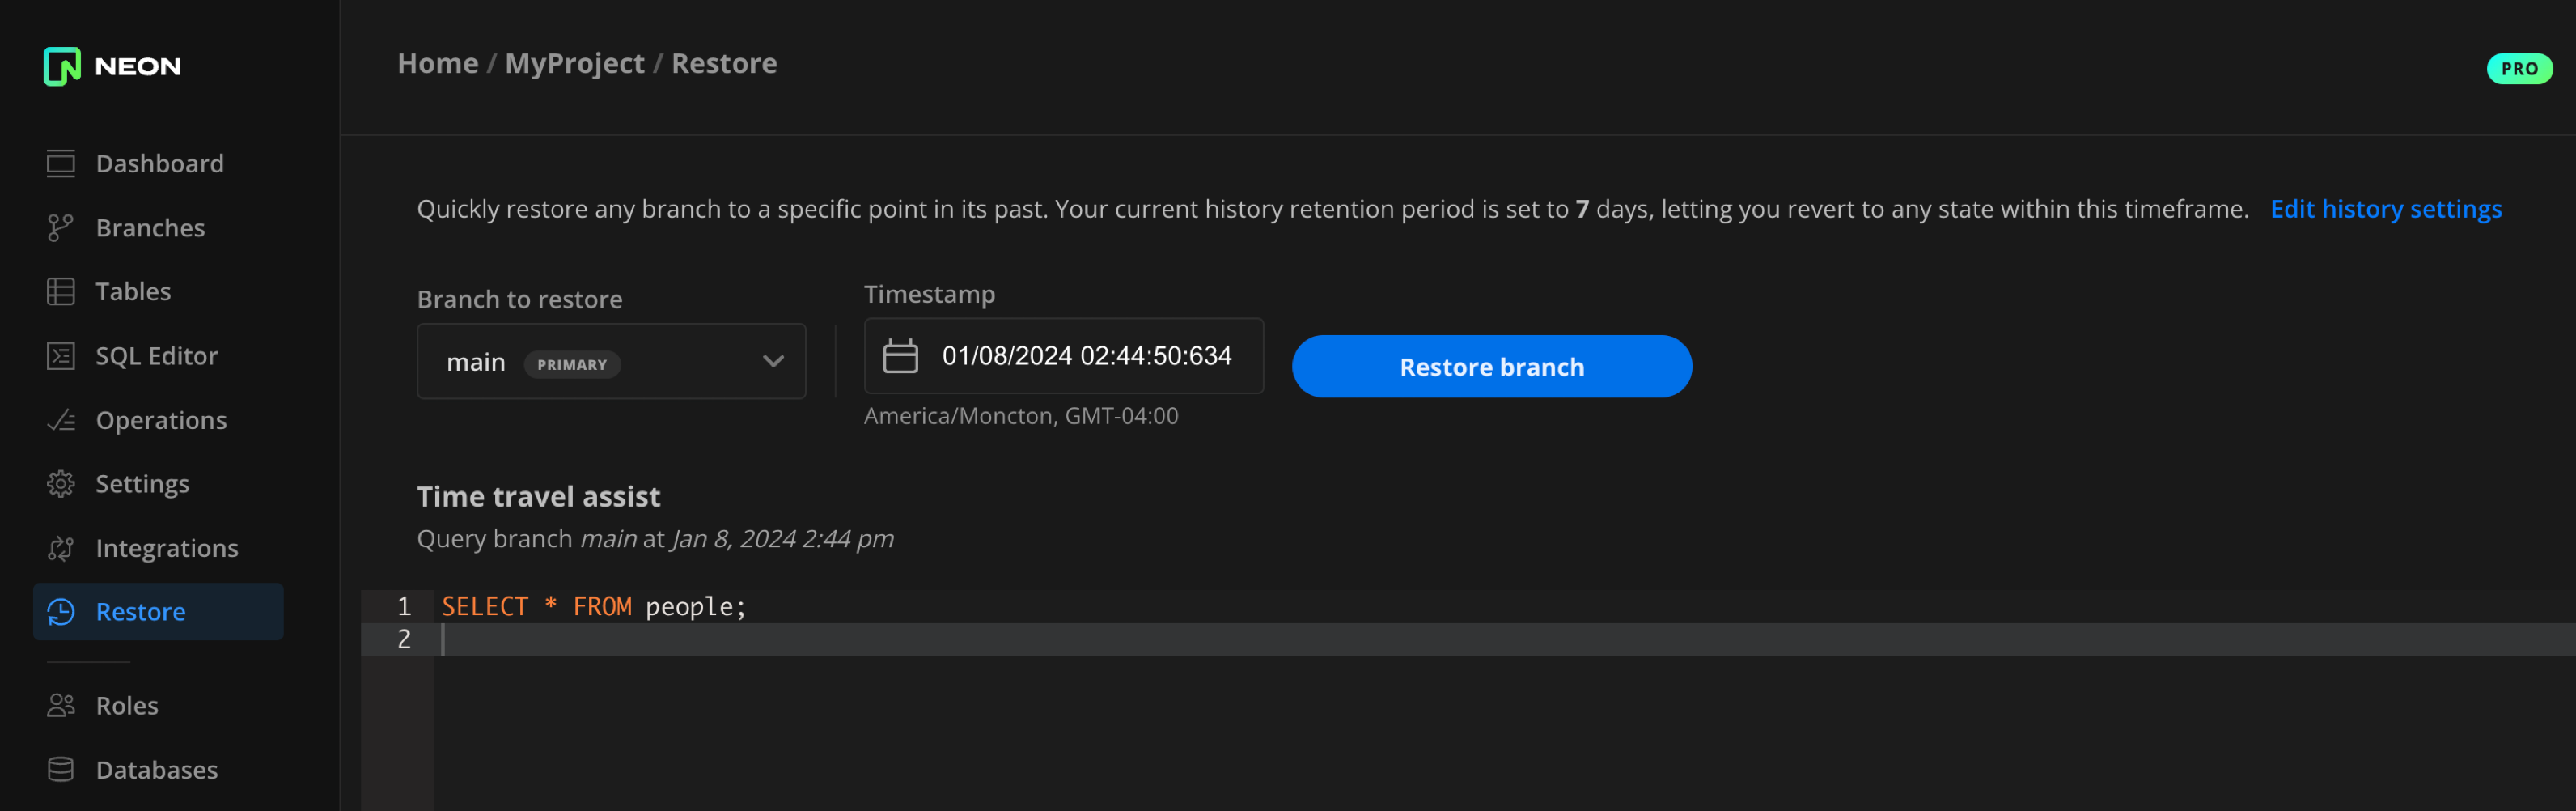 NEON
Dashboard
Branches
Tables
SQL Editor
Operations
Settings
Integrations
Restore
Roles
Databases
Home / MyProject / Restore
PRO
Quickly restore any branch to a specific point in its past. Your current history retention period is set to 7 days, letting you revert to any state within this timeframe. Edit history settings
Branch to restore
main PRIMARY
Timestamp
01/08/2024 02:44:50:634
America/Moncton, GMT-04:00
Restore branch
Time travel assist
Query branch main at Jan 8, 2024 2:44 pm
1 SELECT * FROM people;
2